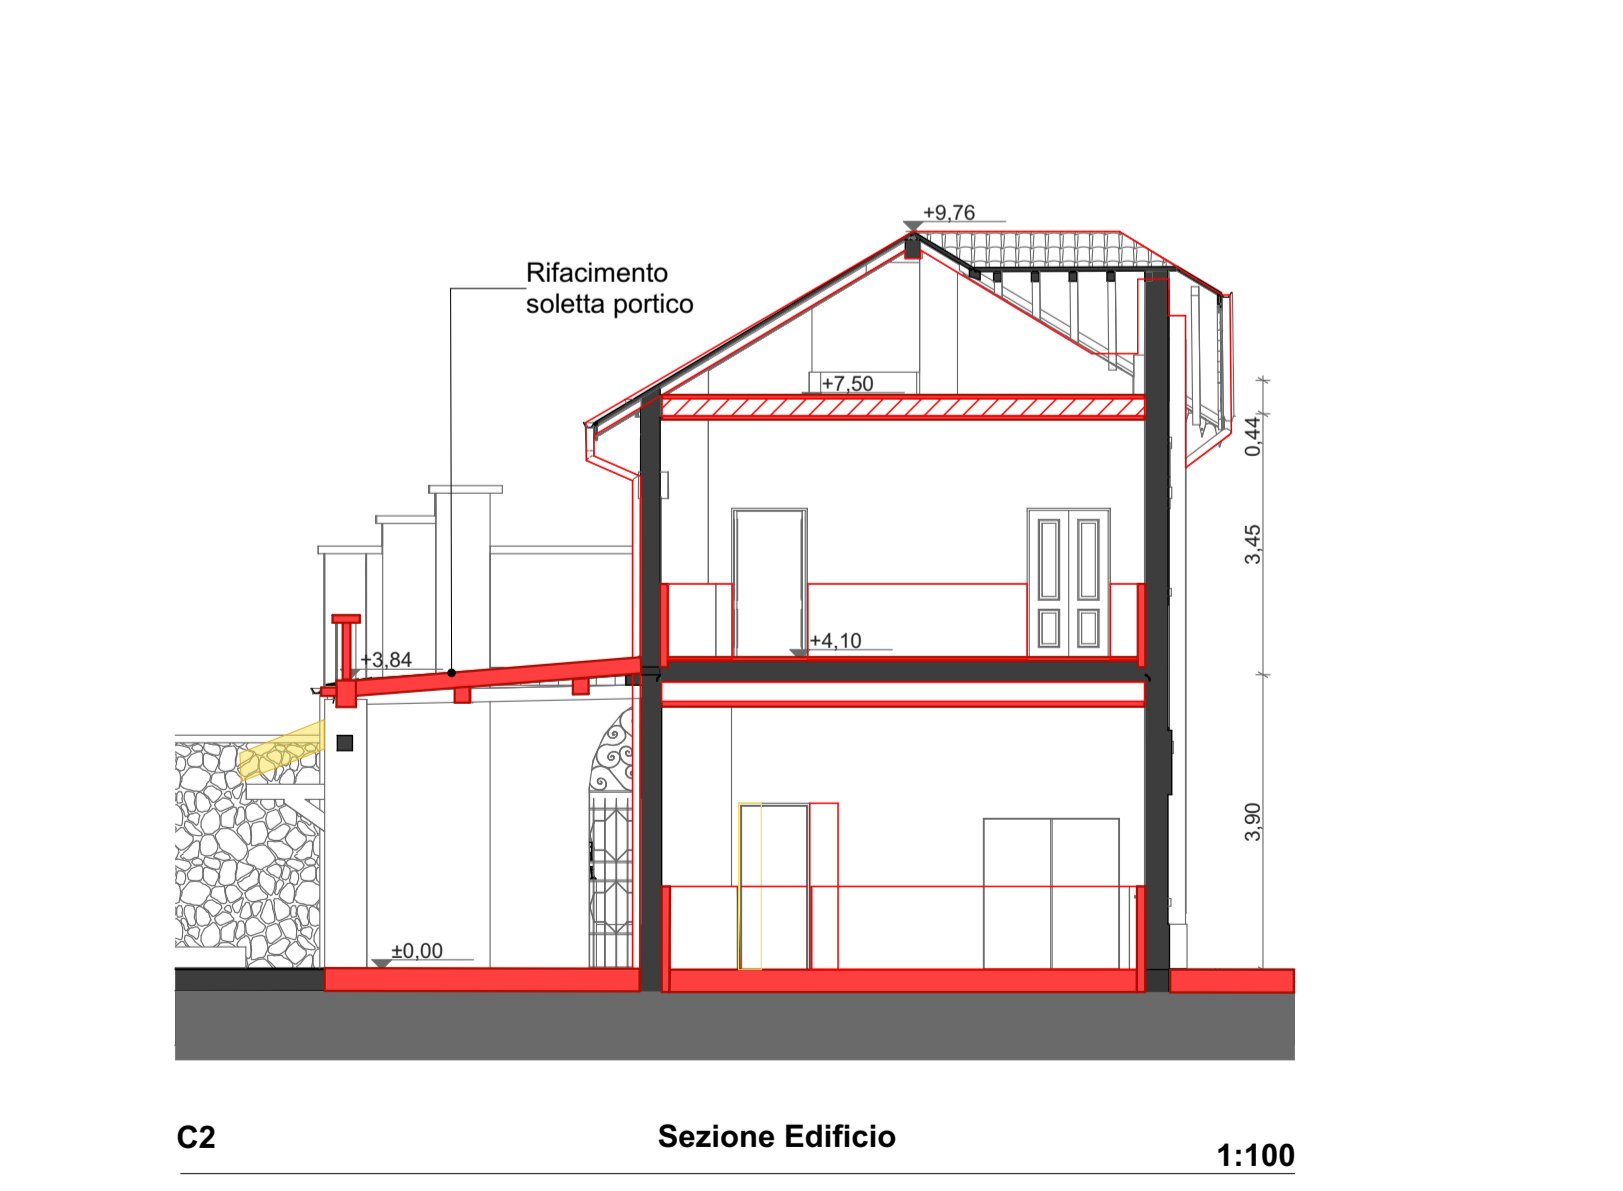 +9,76
Rifacimento
soletta portico
+7,50
0,44
3,45
+4,10
+3,84
3,90
±0,00
C2
Sezione Edificio
1:100